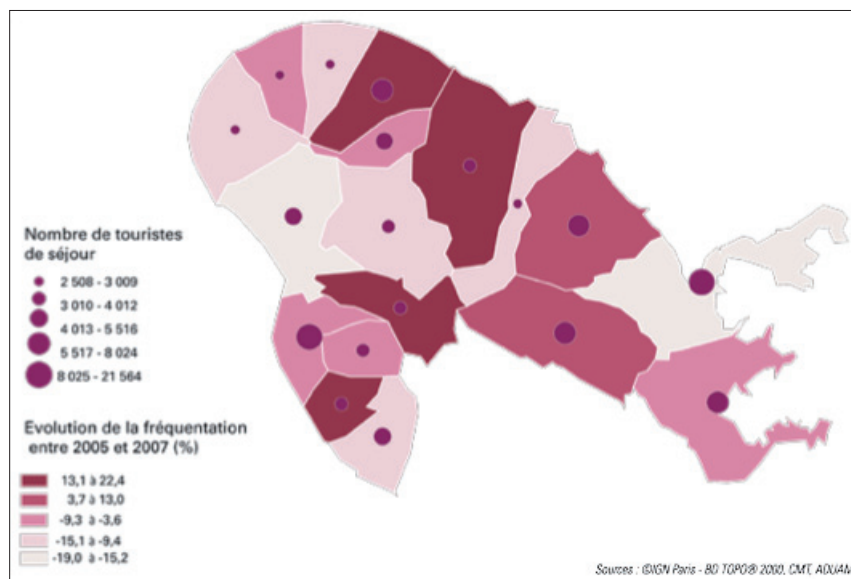 Nombre de touristes
de séjour
2 508 - 3 009
3 010 - 4 012
4 013 - 5 516
5 517 - 8 024
8 025 - 21 564
Evolution de la fréquentation
entre 2005 et 2007 (%)
13,1 à 22,4
3,7 à 13,0
-9,3 à -3,6
-15,1 à -9,4
-19,0 à -15,2
Sources : ©IGN Paris - BD TOPO® 2000, CMT, ADUAM